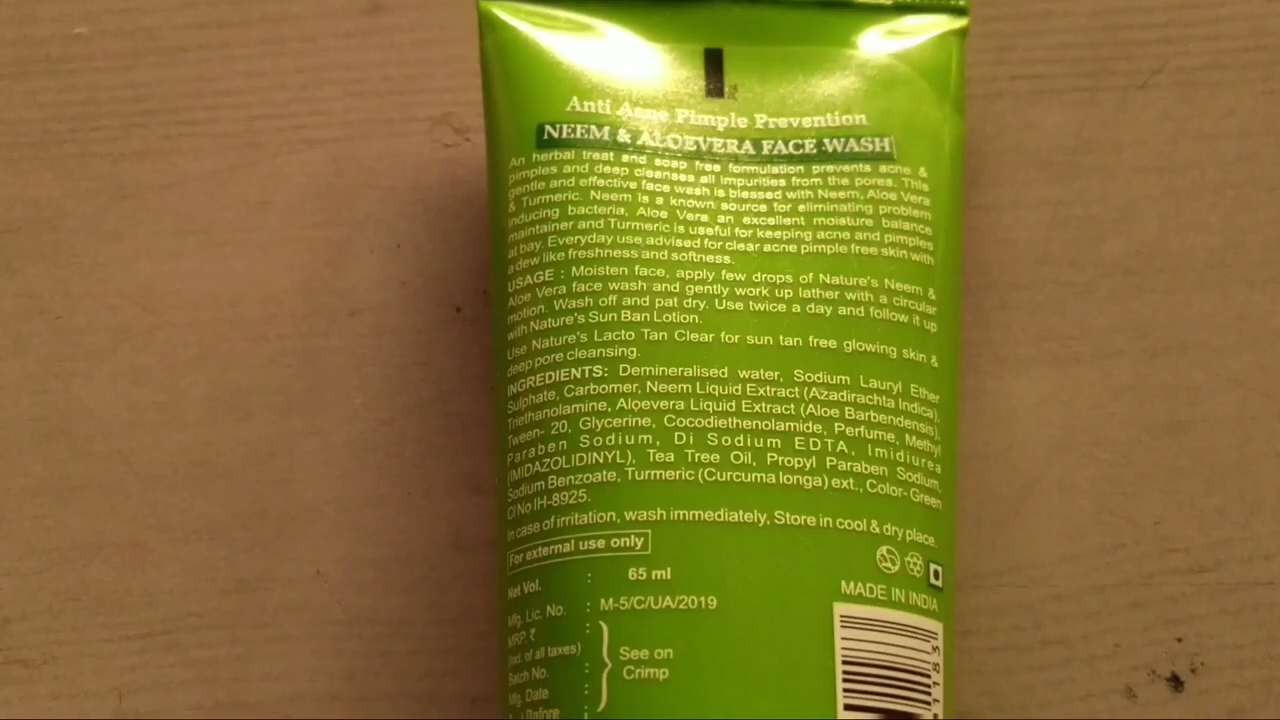 Anti Acne Pimple Prevention
NEEM & ALOEVERA FACE WASH
An herbal treat and soap free formulation prevents acne &
pimples and deep cleanses all impurities from the pores. This
gentle and effective face wash is blessed with Neem, Aloe Vera
& Turmeric. Neem is a known source for eliminating problem
inducing bacteria, Aloe Vera an excellent moisture balance
maintainer and Turmeric is useful for keeping acne and pimples
at bay. Everyday use advised for clear acne pimple free skin with
a dew like freshness and softness.
USAGE : Moisten face, apply few drops of Nature's Neem &
Aloe Vera face wash and gently work up lather with a circular
motion. Wash off and pat dry. Use twice a day and follow it up
with Nature's Sun Ban Lotion.
Use Nature's Lacto Tan Clear for sun tan free glowing skin &
deep pore cleansing.
INGREDIENTS: Demineralised water, Sodium Lauryl Ether
Sulphate, Carbomer, Neem Liquid Extract (Azadirachta Indica),
Triethanolamine, Aloevera Liquid Extract (Aloe Barbendensis),
Tween- 20, Glycerine, Cocodiethenolamide, Perfume, Methyl
Paraben Sodium, Di Sodium EDTA, Imidiurea
(IMIDAZOLIDINYL), Tea Tree Oil, Propyl Paraben Sodium,
Sodium Benzoate, Turmeric (Curcuma longa) ext., Color- Green
CI No IH-8925.
In case of irritation, wash immediately, Store in cool & dry place.
For external use only
Net Vol. : 65 ml
Mfg. Lic. No. : M-5/C/UA/2019
MRP. ₹ :
(Incl. of all taxes)
Batch No. :
Mfg. Date :
See on
Crimp
MADE IN INDIA